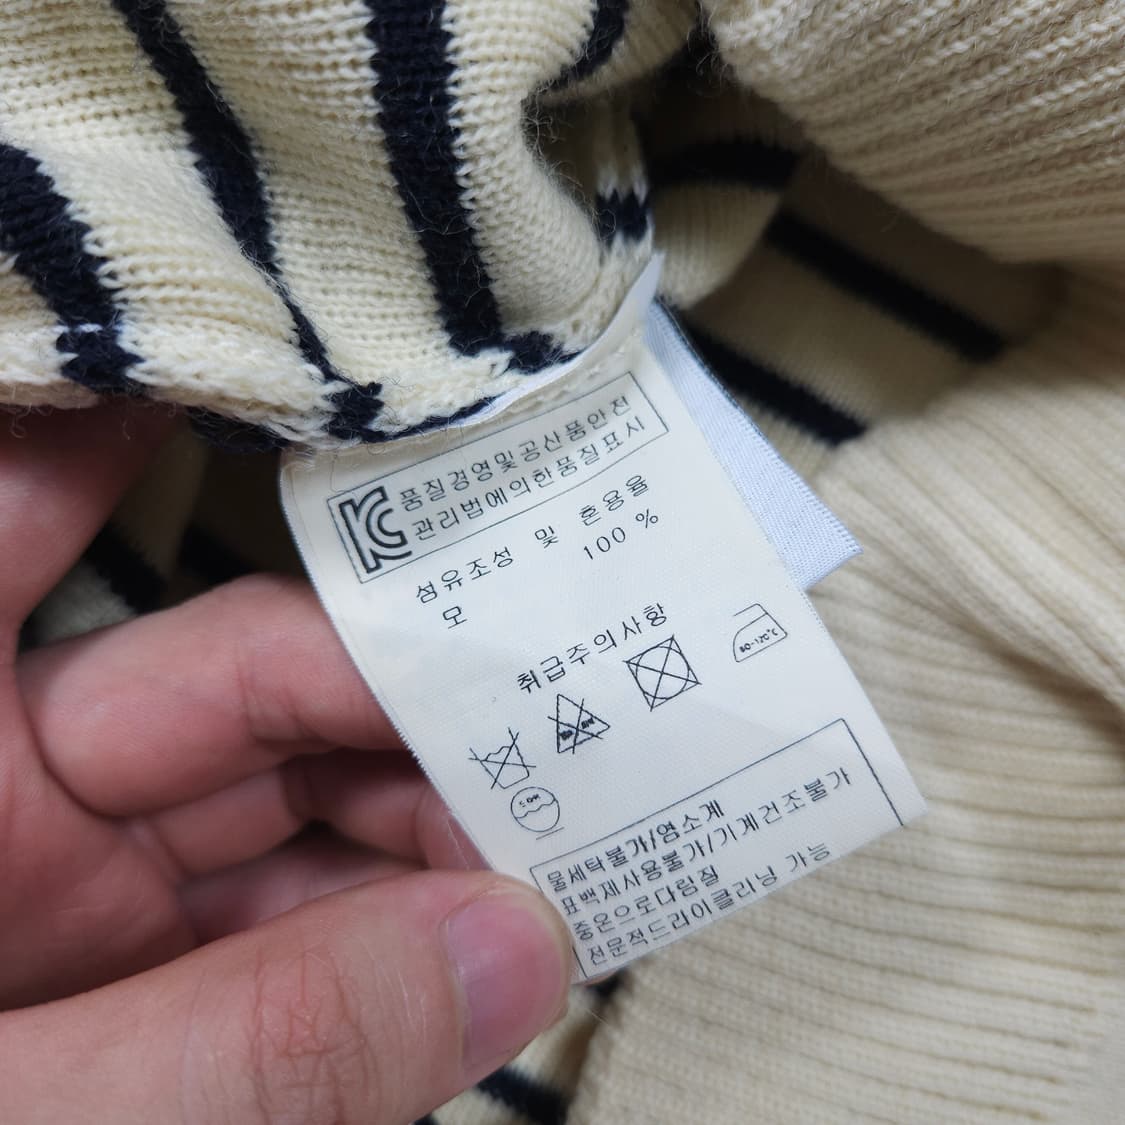 품질경영및공산품안전
관리법에의한품질표시
섬유조성 및 혼용율
모 100 %
취급주의사항
80-120℃
물세탁불가/염소계
표백제사용불가/기계건조불가
중온으로다림질
전문적드라이클리닝 가능